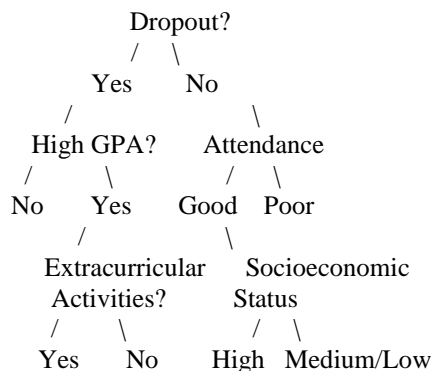 Dropout?
Yes No
High GPA? Attendance
No Yes Good Poor
Extracurricular Socioeconomic
Activities? Status
Yes No High Medium/Low